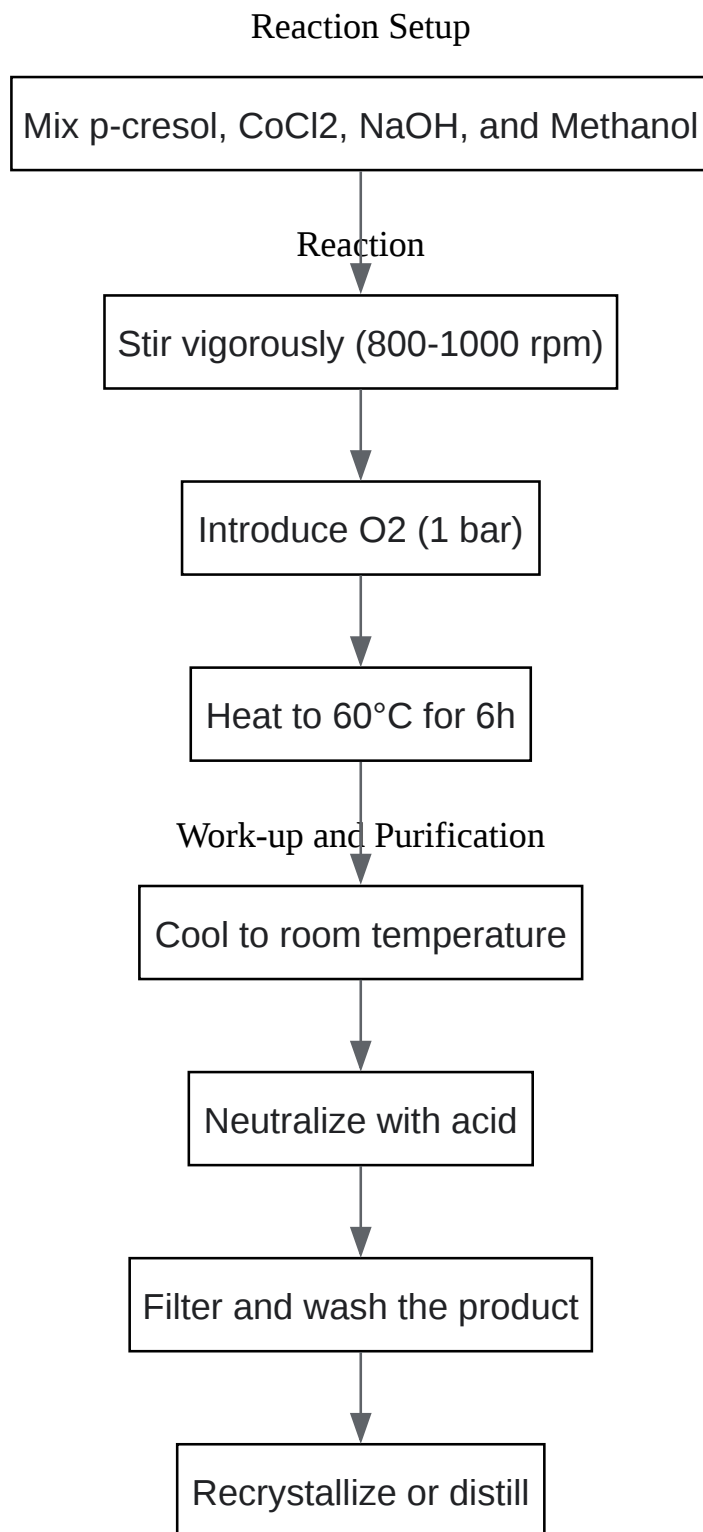 Reaction Setup
Mix p-cresol, CoCl2, NaOH, and Methanol
Reaction
Stir vigorously (800-1000 rpm)
Introduce O2 (1 bar)
Heat to 60°C for 6h
Work-up and Purification
Cool to room temperature
Neutralize with acid
Filter and wash the product
Recrystallize or distill